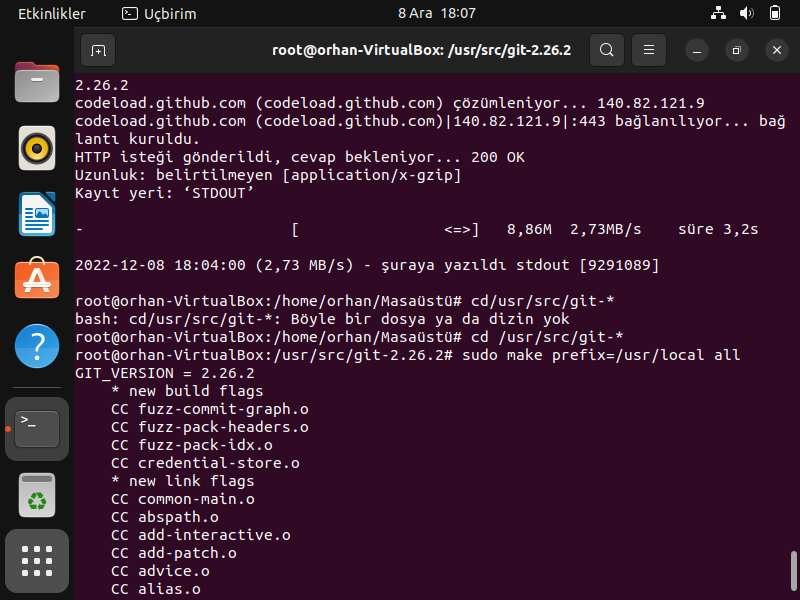 Etkinlikler
Uçbirim
8 Ara 18:07
root@orhan-VirtualBox: /usr/src/git-2.26.2
2.26.2
codeload.github.com (codeload.github.com) çözümleniyor... 140.82.121.9
codeload.github.com (codeload.github.com)|140.82.121.9|:443 bağlanılıyor... bağ
lantı kuruldu.
HTTP isteği gönderildi, cevap bekleniyor... 200 OK
Uzunluk: belirtilmeyen [application/x-gzip]
Kayıt yeri: ‘STDOUT’
- [ <=>] 8,86M 2,73MB/s süre 3,2s
2022-12-08 18:04:00 (2,73 MB/s) - şuraya yazıldı stdout [9291089]
root@orhan-VirtualBox:/home/orhan/Masaüstü# cd/usr/src/git-*
bash: cd/usr/src/git-*: Böyle bir dosya ya da dizin yok
root@orhan-VirtualBox:/home/orhan/Masaüstü# cd /usr/src/git-*
root@orhan-VirtualBox:/usr/src/git-2.26.2# sudo make prefix=/usr/local all
GIT_VERSION = 2.26.2
* new build flags
CC fuzz-commit-graph.o
CC fuzz-pack-headers.o
CC fuzz-pack-idx.o
CC credential-store.o
* new link flags
CC common-main.o
CC abspath.o
CC add-interactive.o
CC add-patch.o
CC advice.o
CC alias.o